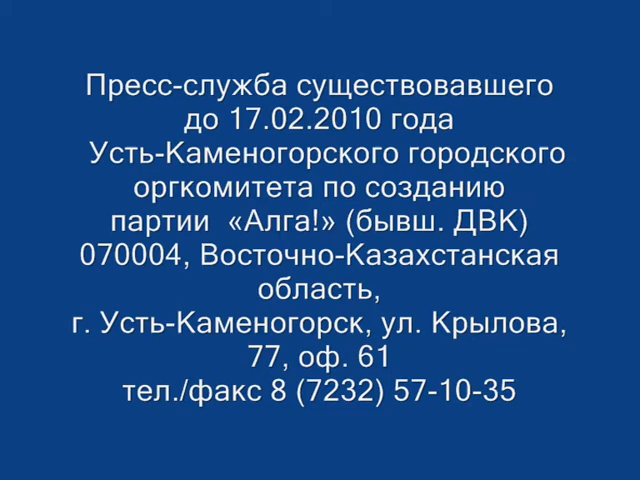 Пресс-служба существовавшего
до 17.02.2010 года
Усть-Каменогорского городского
оргкомитета по созданию
партии «Алга!» (бывш. ДВК)
070004, Восточно-Казахстанская
область,
г. Усть-Каменогорск, ул. Крылова,
77, оф. 61
тел./факс 8 (7232) 57-10-35